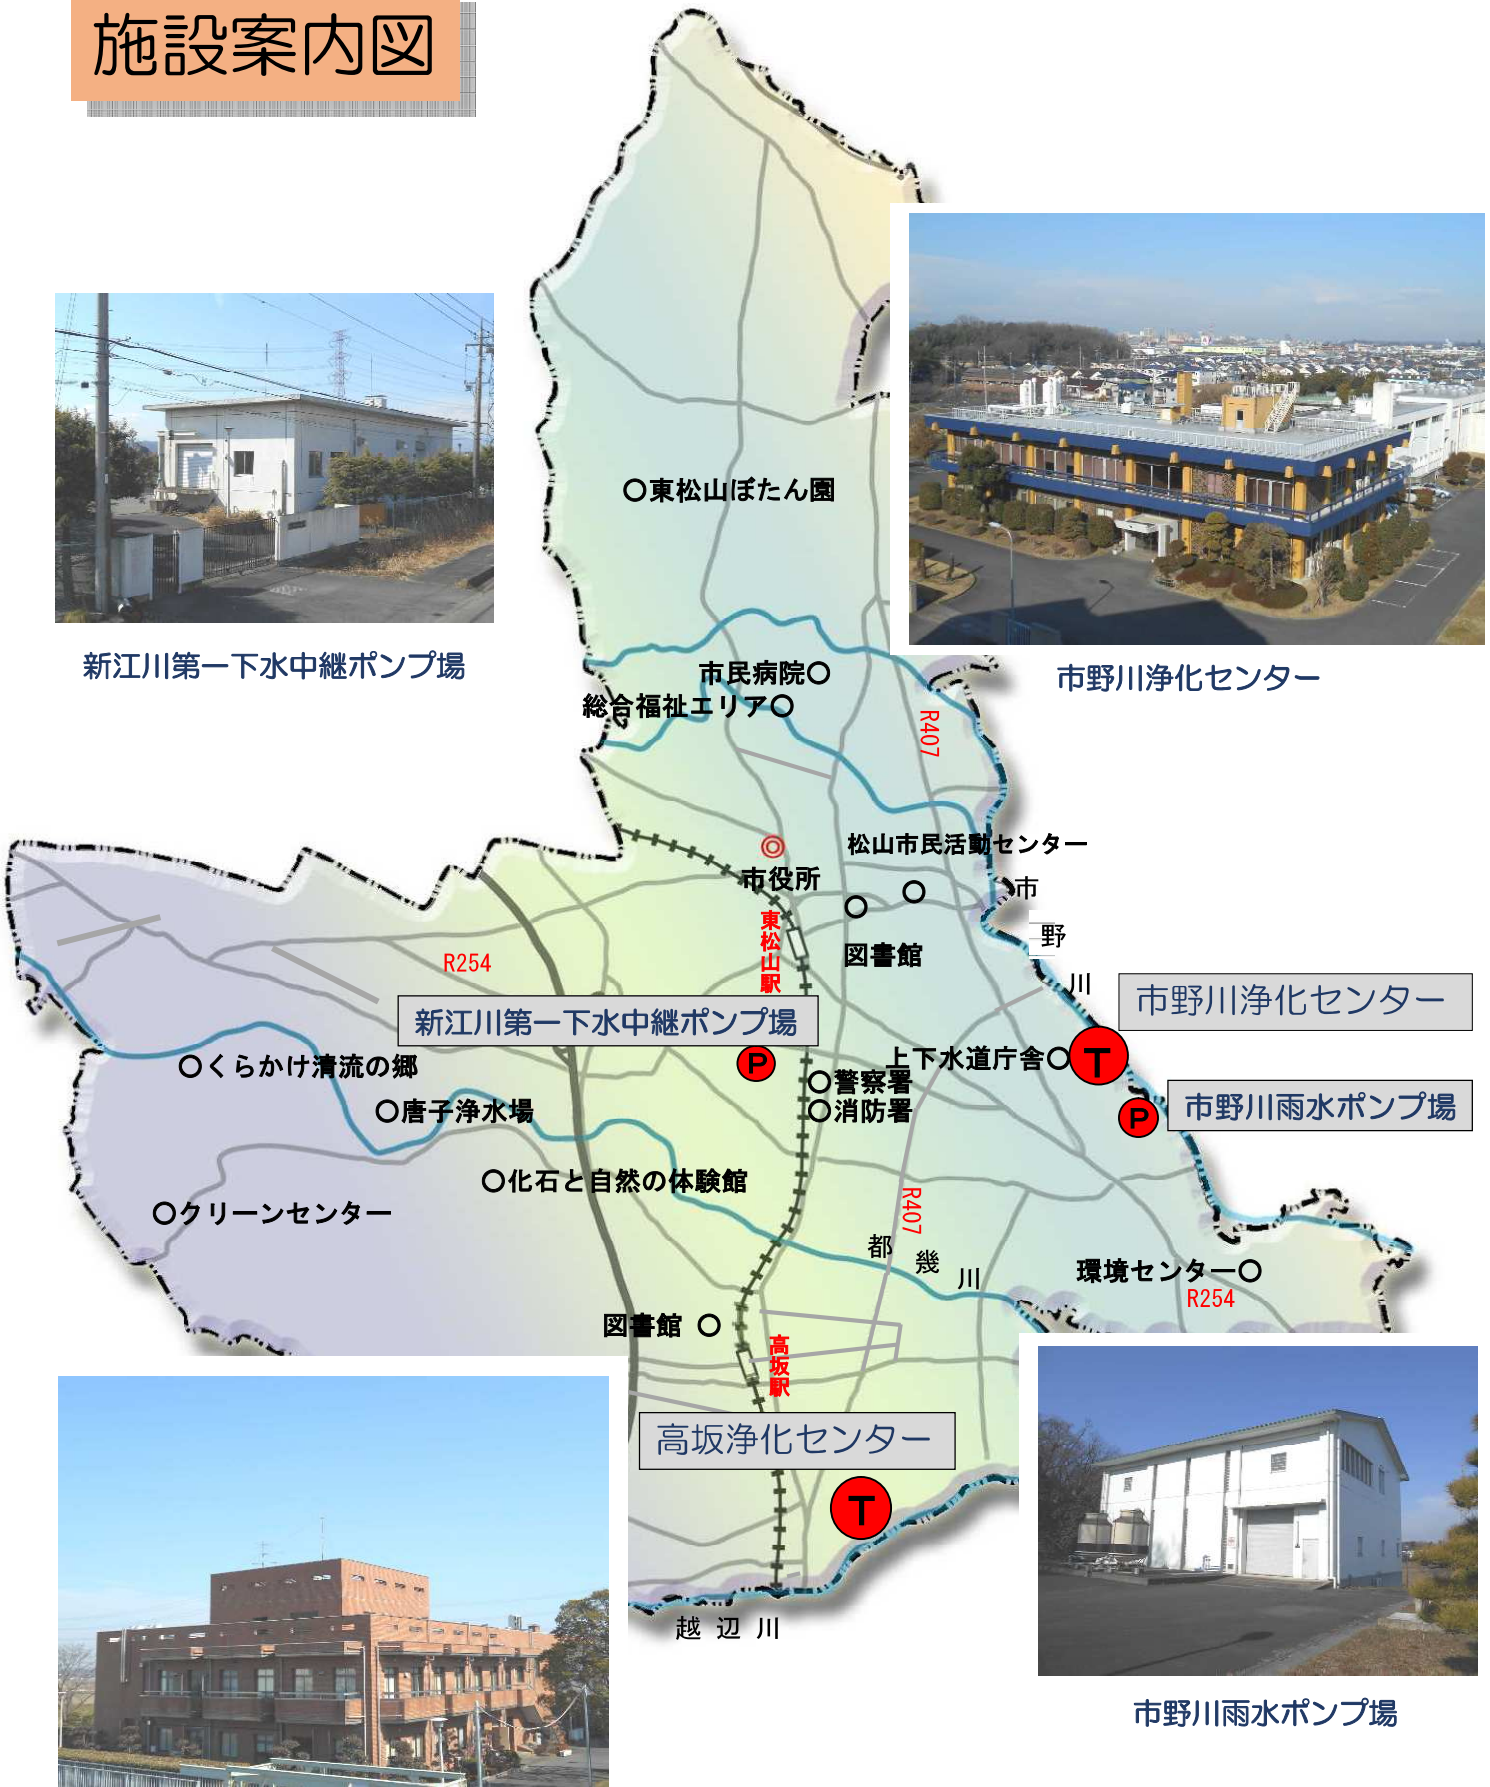 施設案内図
東松山ぼたん園
新江川第一下水中継ポンプ場
市野川浄化センター
市民病院
総合福祉エリア
R407
松山市民活動センター
市役所
市野川
東松山駅
図書館
R254
市野川浄化センター
新江川第一下水中継ポンプ場
上下水道庁舎
T
P
くらかけ清流の郷
警察署
消防署
唐子浄水場
P
市野川雨水ポンプ場
化石と自然の体験館
クリーンセンター
R407
都幾川
環境センター
R254
図書館
高坂駅
高坂浄化センター
T
越辺川
市野川雨水ポンプ場